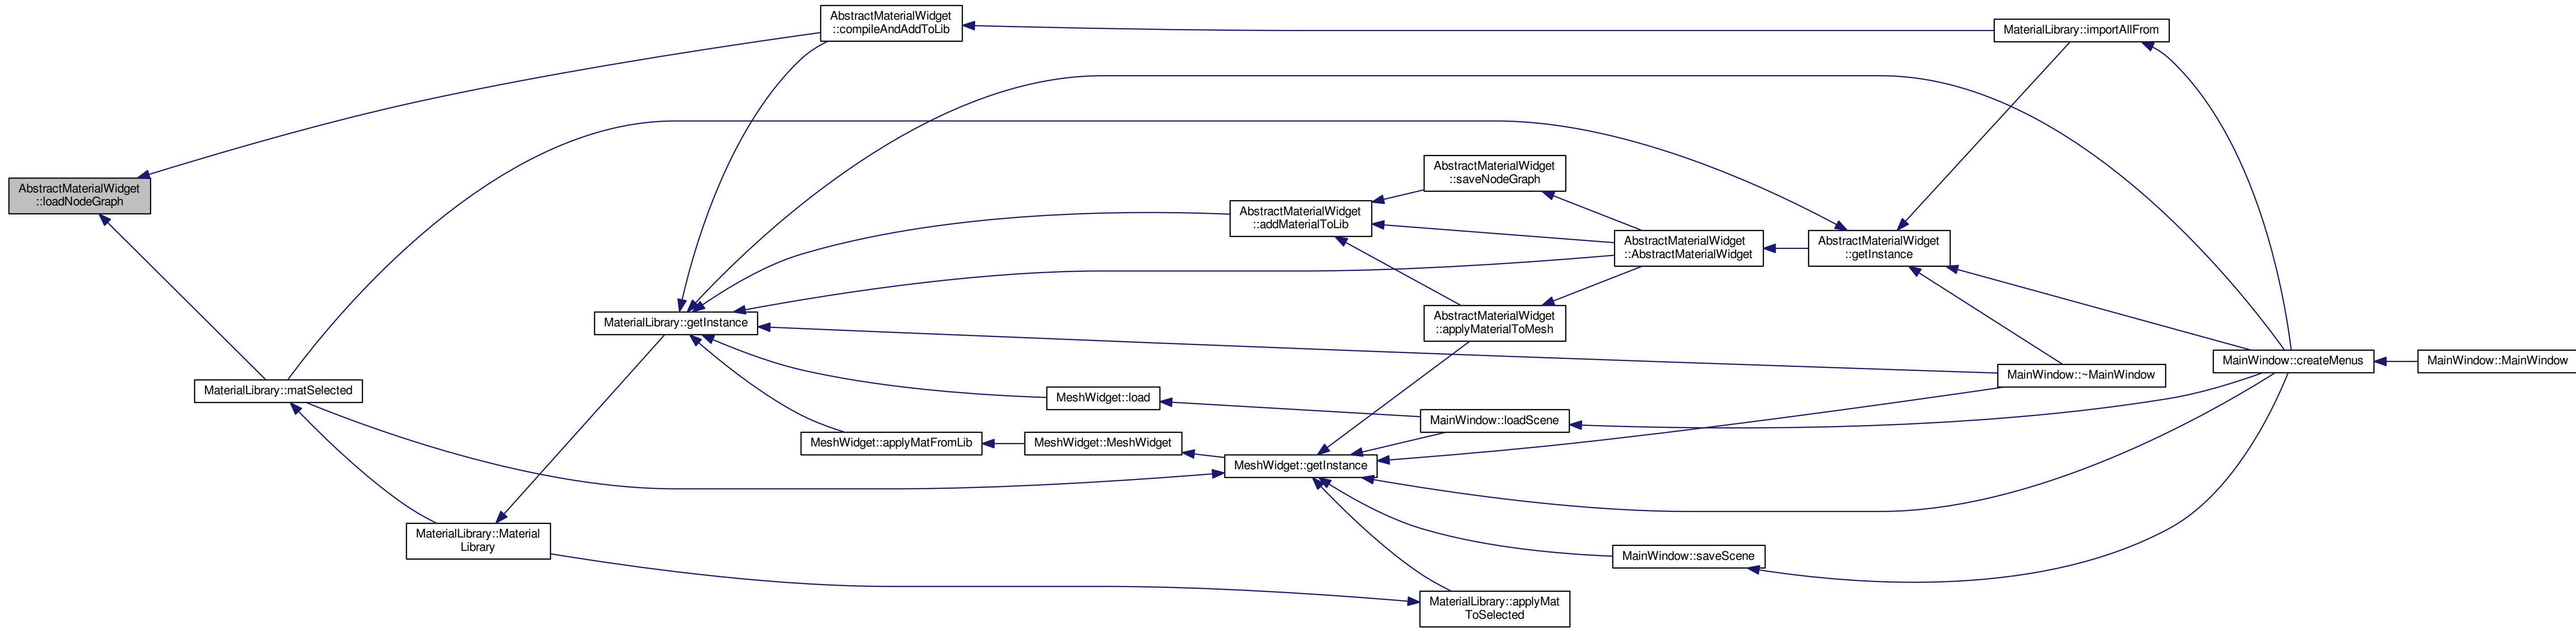 AbstractMaterialWidget
::loadNodeGraph
AbstractMaterialWidget
::compileAndAddToLib
MaterialLibrary::importAllFrom
AbstractMaterialWidget
::saveNodeGraph
AbstractMaterialWidget
::addMaterialToLib
AbstractMaterialWidget
::AbstractMaterialWidget
AbstractMaterialWidget
::getInstance
MaterialLibrary::getInstance
AbstractMaterialWidget
::applyMaterialToMesh
MainWindow::createMenus
MainWindow::MainWindow
MainWindow::~MainWindow
MaterialLibrary::matSelected
MeshWidget::load
MainWindow::loadScene
MeshWidget::applyMatFromLib
MeshWidget::MeshWidget
MeshWidget::getInstance
MaterialLibrary::Material
Library
MainWindow::saveScene
MaterialLibrary::applyMat
ToSelected